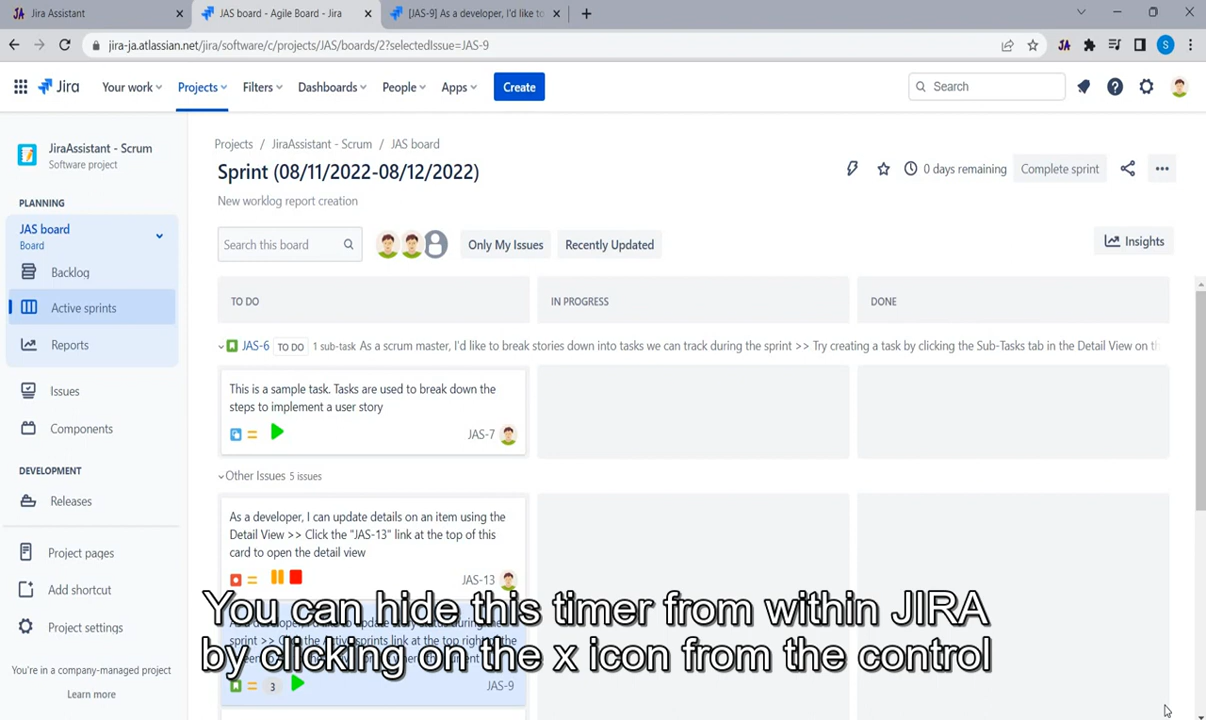 Jira Assistant
JAS board - Agile Board - Jira
[JAS-9] As a developer, I'd like to
jira-ja.atlassian.net/jira/software/c/projects/JAS/boards/2?selectedIssue=JAS-9
S
Jira
Your work
Projects
Filters
Dashboards
People
Apps
Create
Search
JiraAssistant - Scrum
Software project
PLANNING
JAS board
Board
Backlog
Active sprints
Reports
Issues
Components
DEVELOPMENT
Releases
Project pages
Add shortcut
Project settings
You're in a company-managed project
Learn more
Projects / JiraAssistant - Scrum / JAS board
Sprint (08/11/2022-08/12/2022)
New worklog report creation
0 days remaining
Complete sprint
Search this board
Only My Issues
Recently Updated
Insights
TO DO
IN PROGRESS
DONE
JAS-6 TO DO 1 sub-task As a scrum master, I'd like to break stories down into tasks we can track during the sprint >> Try creating a task by clicking the Sub-Tasks tab in the Detail View on th
This is a sample task. Tasks are used to break down the
steps to implement a user story
JAS-7
Other Issues 5 issues
As a developer, I can update details on an item using the
Detail View >> Click the "JAS-13" link at the top of this
card to open the detail view
JAS-13
You can hide this timer from within JIRA
by clicking on the x icon from the control
3
JAS-9